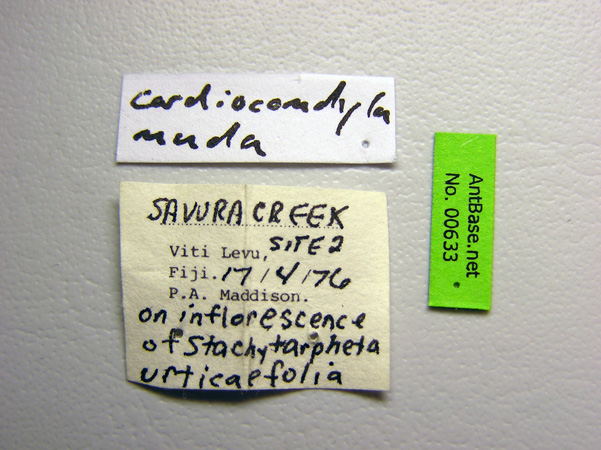 cardiocondyla
nuda
SAVURA CREEK
SITE 2
Viti Levu,
Fiji. 17/4/76
P.A. Maddison.
on inflorescence
of Stachytarpheta
urticaefolia
AntBase.net
No. 00633